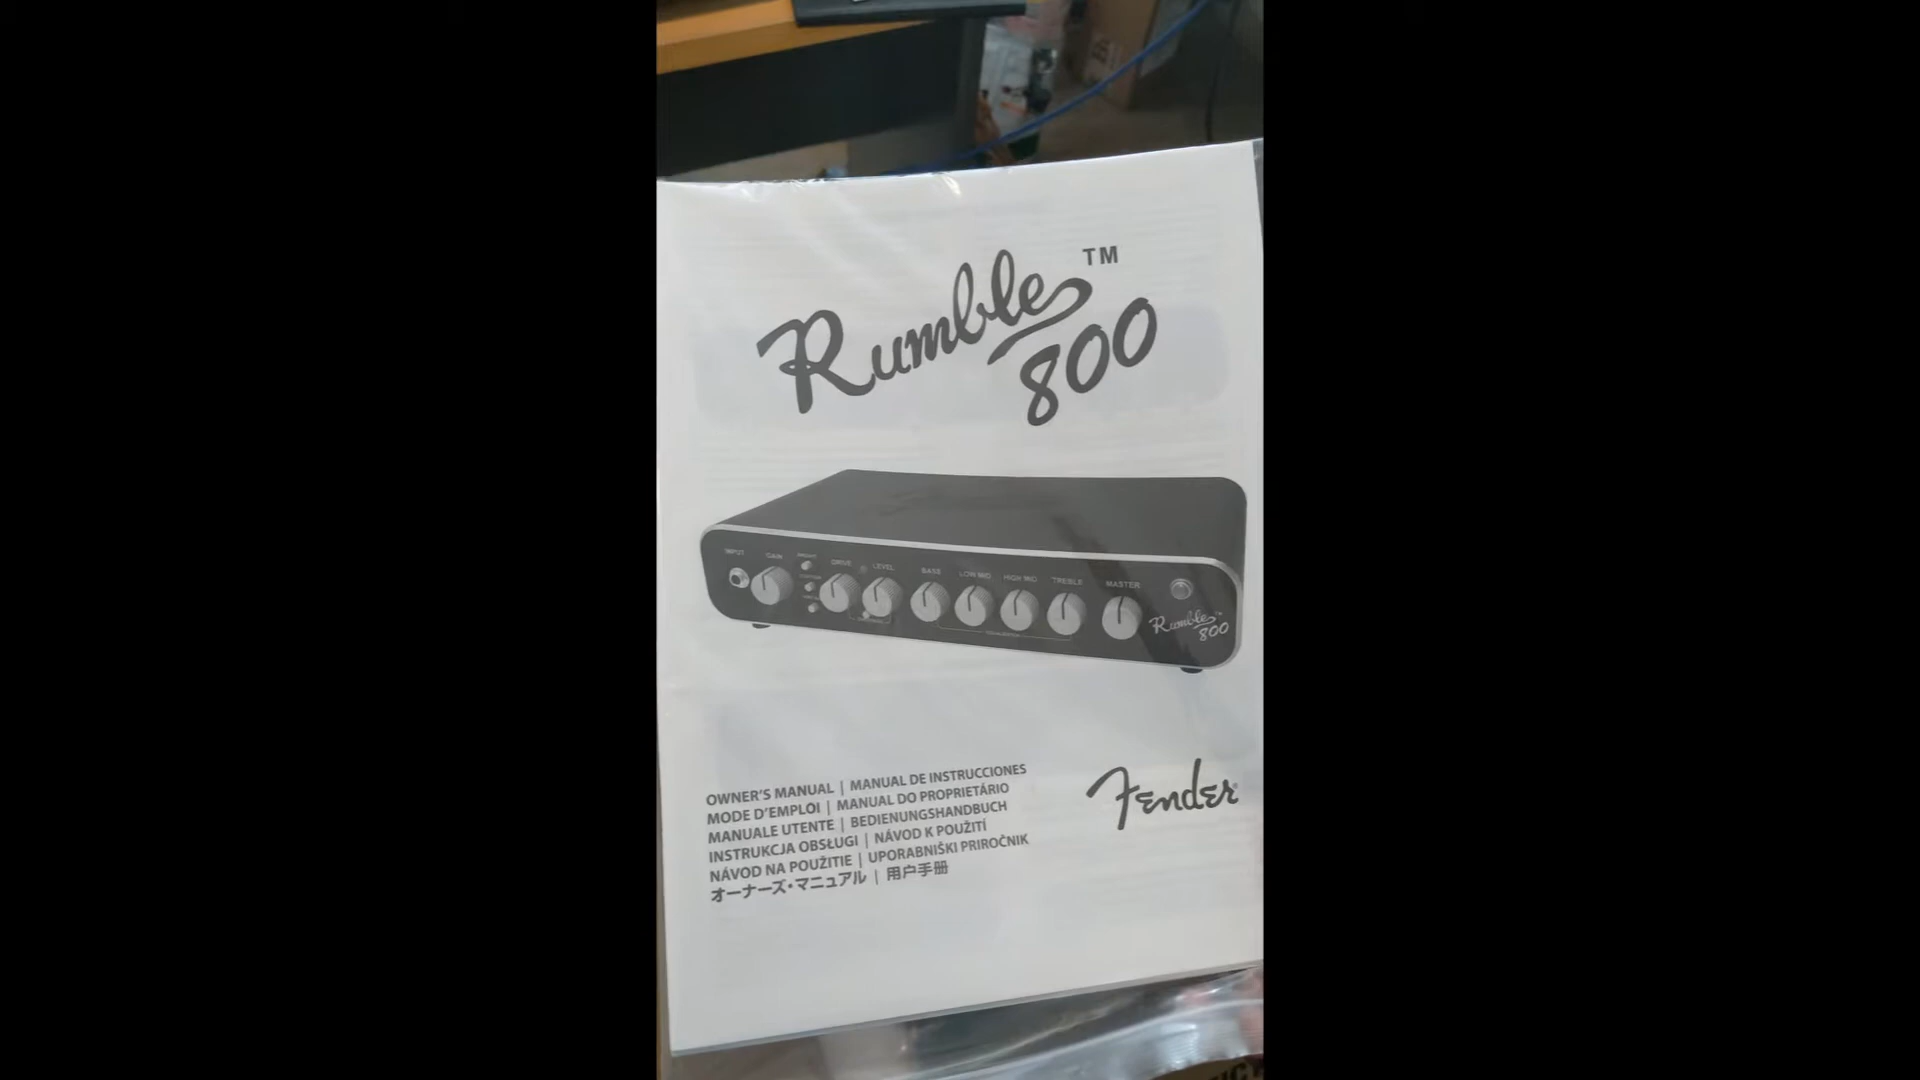 Rumble™
800
INPUT GAIN BRIGHT DRIVE LEVEL BASS LOW MID HIGH MID TREBLE MASTER
Rumble™
800
OWNER'S MANUAL | MANUAL DE INSTRUCCIONES
MODE D'EMPLOI | MANUAL DO PROPRIETÁRIO
MANUALE UTENTE | BEDIENUNGSHANDBUCH
INSTRUKCJA OBSŁUGI | NÁVOD K POUŽITÍ
NÁVOD NA POUŽITIE | UPORABNIŠKI PRIROČNIK
オーナーズ・マニュアル | 用户手册
Fender